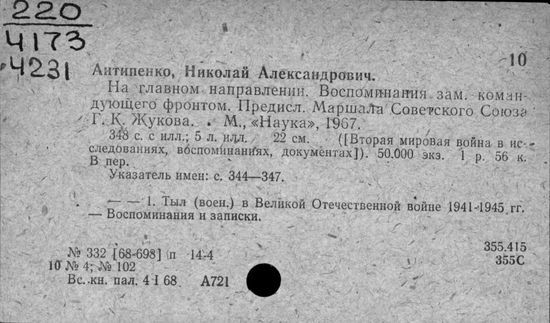 220
4173
4231
10
Антипенко, Николай Александрович.
На главном направлении. Воспоминания зам. коман-
дующего фронтом. Предисл. Маршала Советского Союза
Г. К. Жукова. М., «Наука», 1967.
348 с. с илл.; 5 л. илл. 22 см. ([Вторая мировая война в ис-
следованиях, воспоминаниях, документах]). 50.000 экз. 1 р. 56 к.
В пер.
Указатель имен: с. 344—347.
— — 1. Тыл (воен.) в Великой Отечественной войне 1941-1945 гг.
— Воспоминания и записки.
№ 332 [68-698] п 14-4
10 № 4; № 102
Вс. кн. пал. 4 I 68 А721
355.415
355С